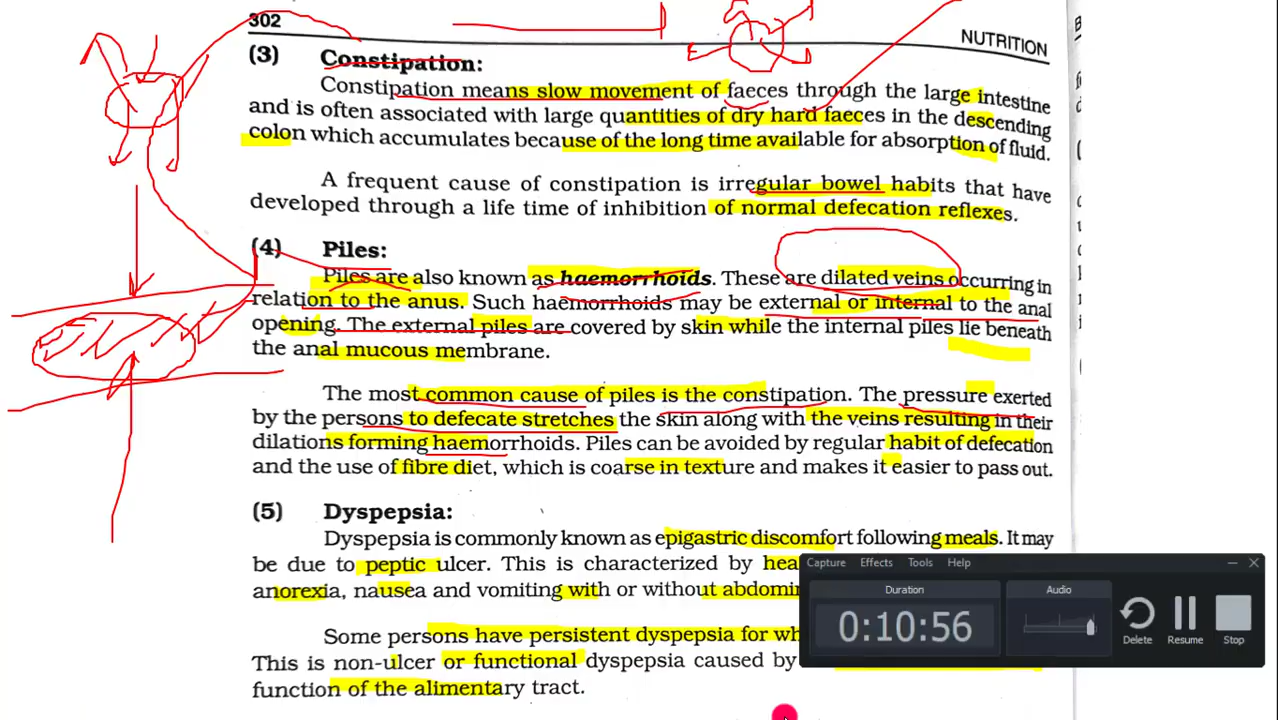 302
NUTRITION
(3) Constipation:
Constipation means slow movement of faeces through the large intestine
and is often associated with large quantities of dry hard faeces in the descending
colon which accumulates because of the long time available for absorption of fluid.
A frequent cause of constipation is irregular bowel habits that have
developed through a life time of inhibition of normal defecation reflexes.
(4) Piles:
Piles are also known as haemorrhoids. These are dilated veins occurring in
relation to the anus. Such haemorrhoids may be external or internal to the anal
opening. The external piles are covered by skin while the internal piles lie beneath
the anal mucous membrane.
The most common cause of piles is the constipation. The pressure exerted
by the persons to defecate stretches the skin along with the veins resulting in their
dilations forming haemorrhoids. Piles can be avoided by regular habit of defecation
and the use of fibre diet, which is coarse in texture and makes it easier to pass out.
(5) Dyspepsia:
Dyspepsia is commonly known as epigastric discomfort following meals. It may
be due to peptic ulcer. This is characterized by
anorexia, nausea and vomiting with or without
Some persons have persistent dyspepsia for
This is non-ulcer or functional dyspepsia caused by
function of the alimentary tract.
Capture Effects Tools Help
Duration Audio
0:10:56
Delete Resume Stop